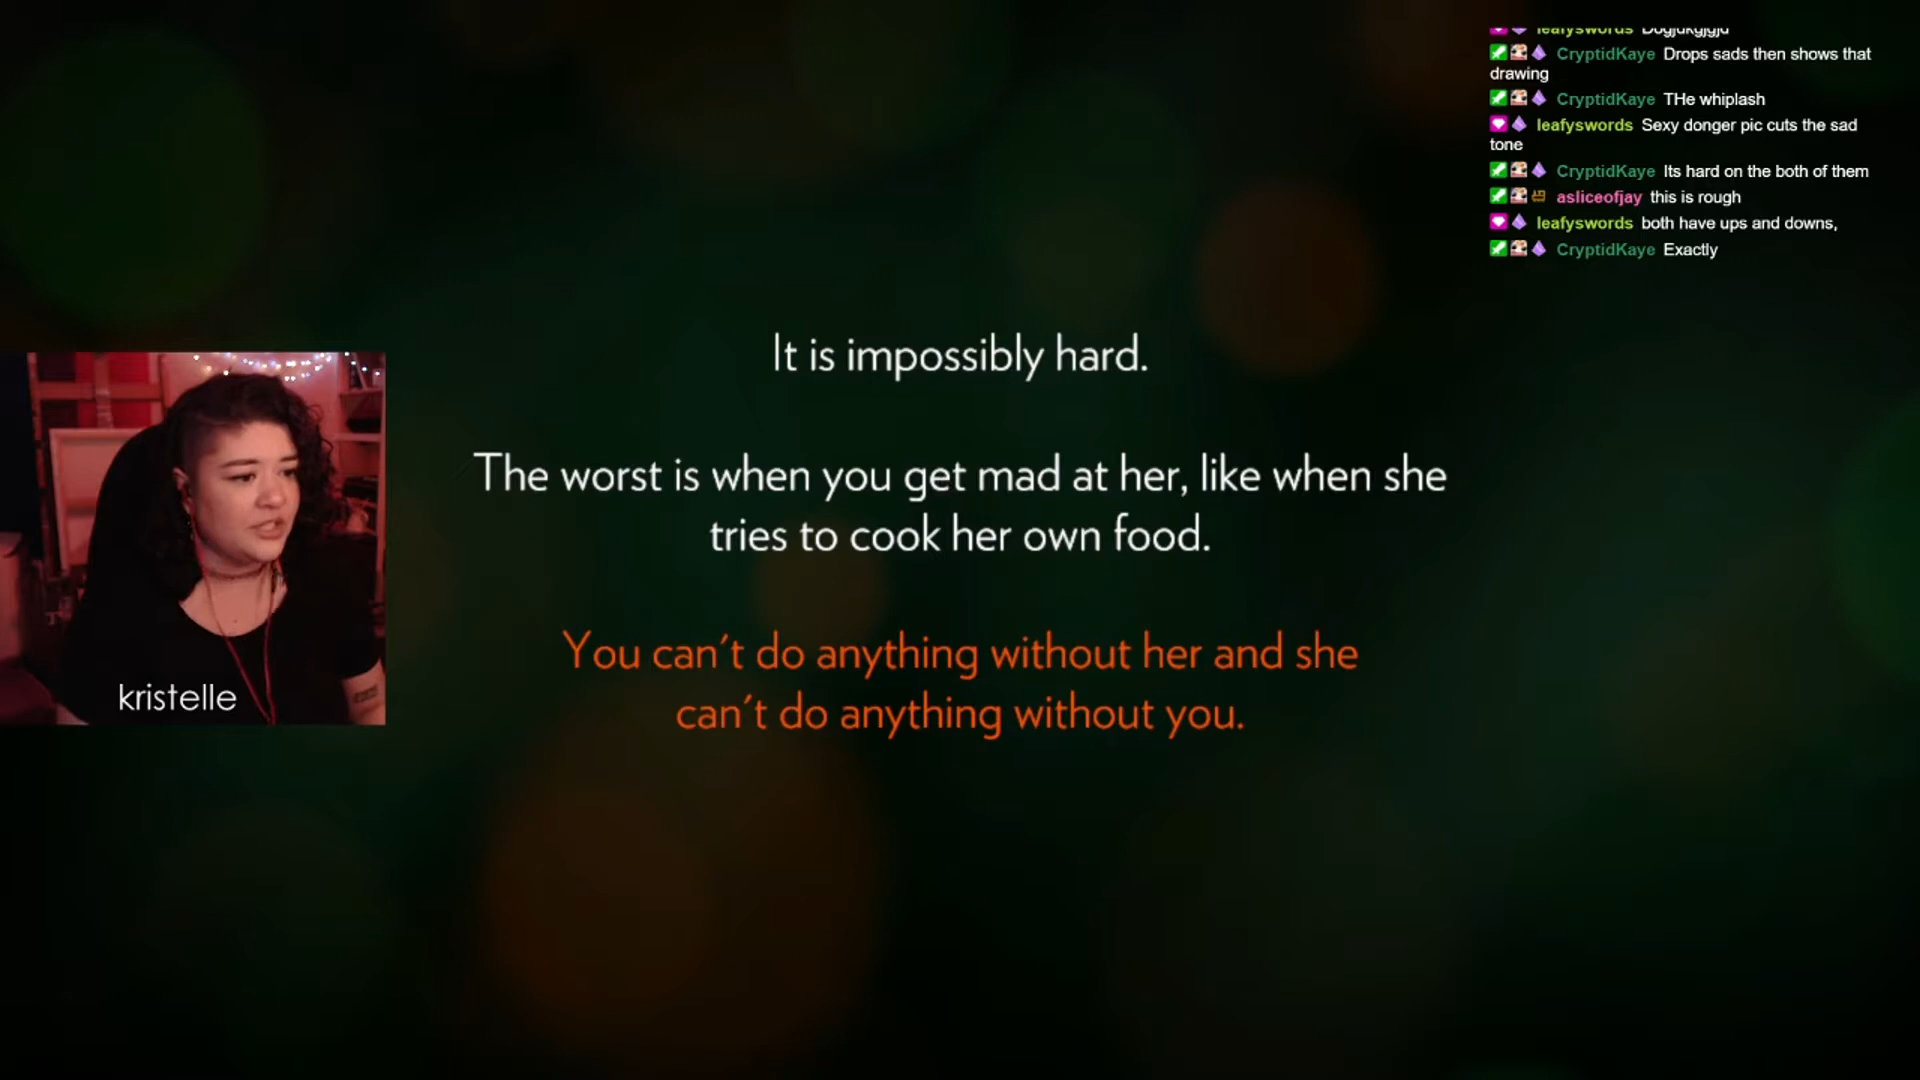 leafyswords
CryptidKaye Drops sads then shows that
drawing
CryptidKaye THe whiplash
leafyswords Sexy donger pic cuts the sad
tone
CryptidKaye Its hard on the both of them
asliceofjay this is rough
leafyswords both have ups and downs,
CryptidKaye Exactly
It is impossibly hard.
The worst is when you get mad at her, like when she
tries to cook her own food.
You can't do anything without her and she
can't do anything without you.
kristelle